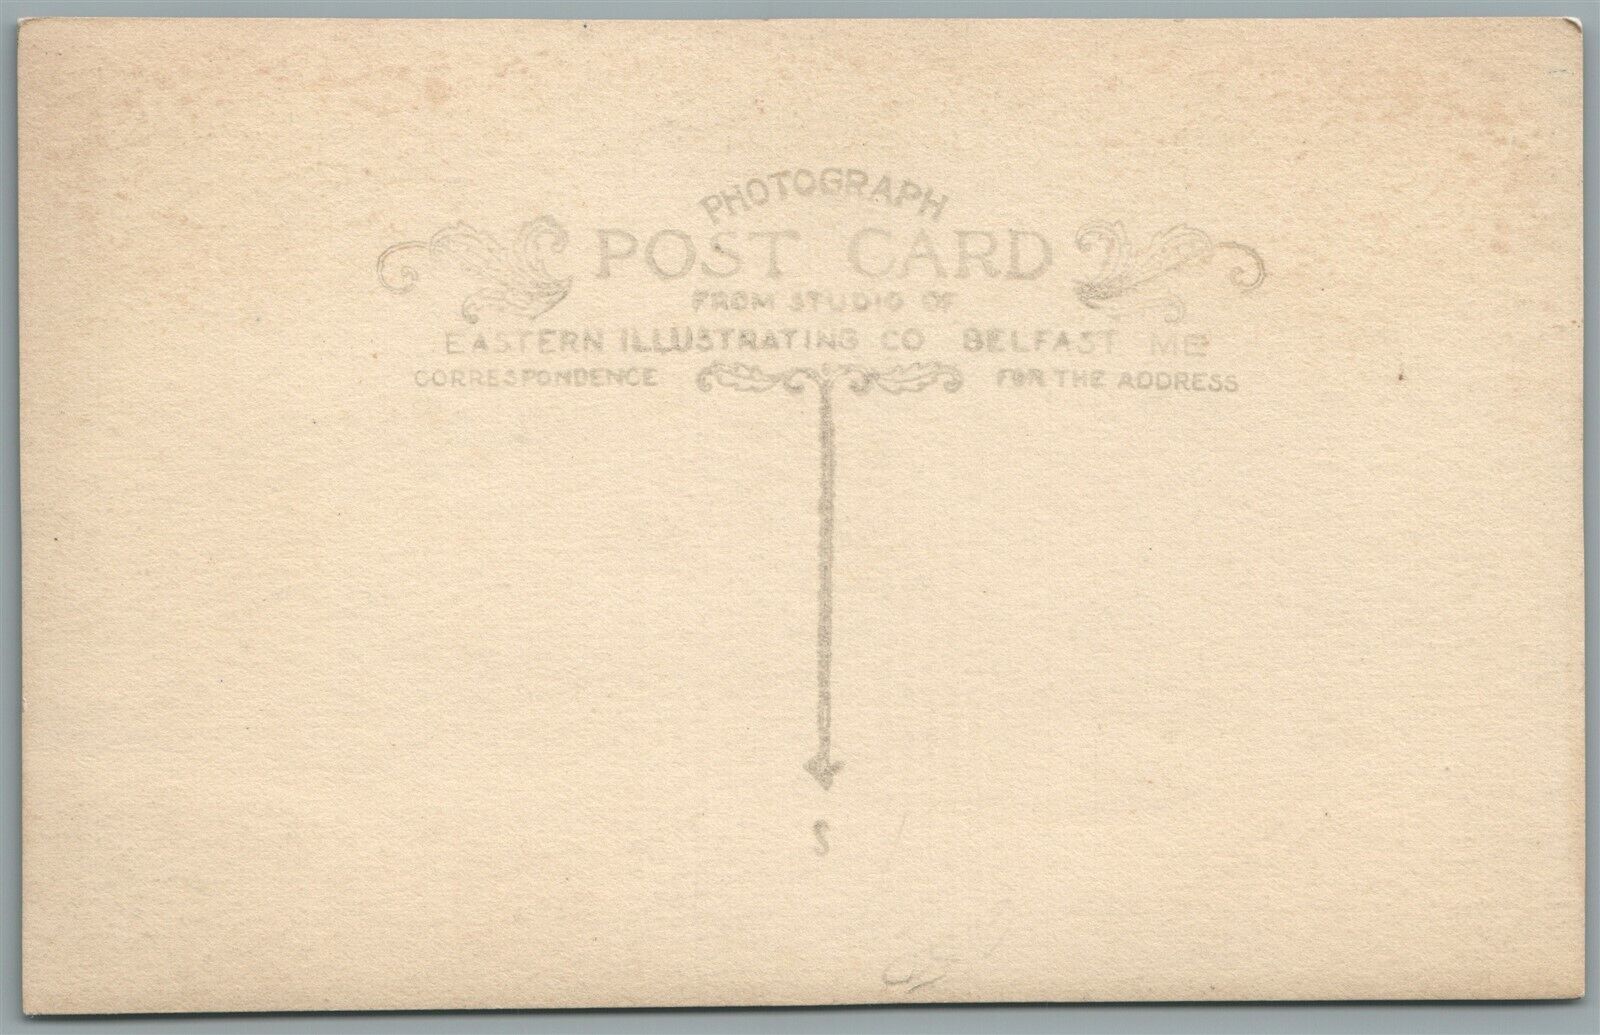 PHOTOGRAPH
POST CARD
FROM STUDIO OF
EASTERN ILLUSTRATING CO BELFAST ME
CORRESPONDENCE FOR THE ADDRESS
S